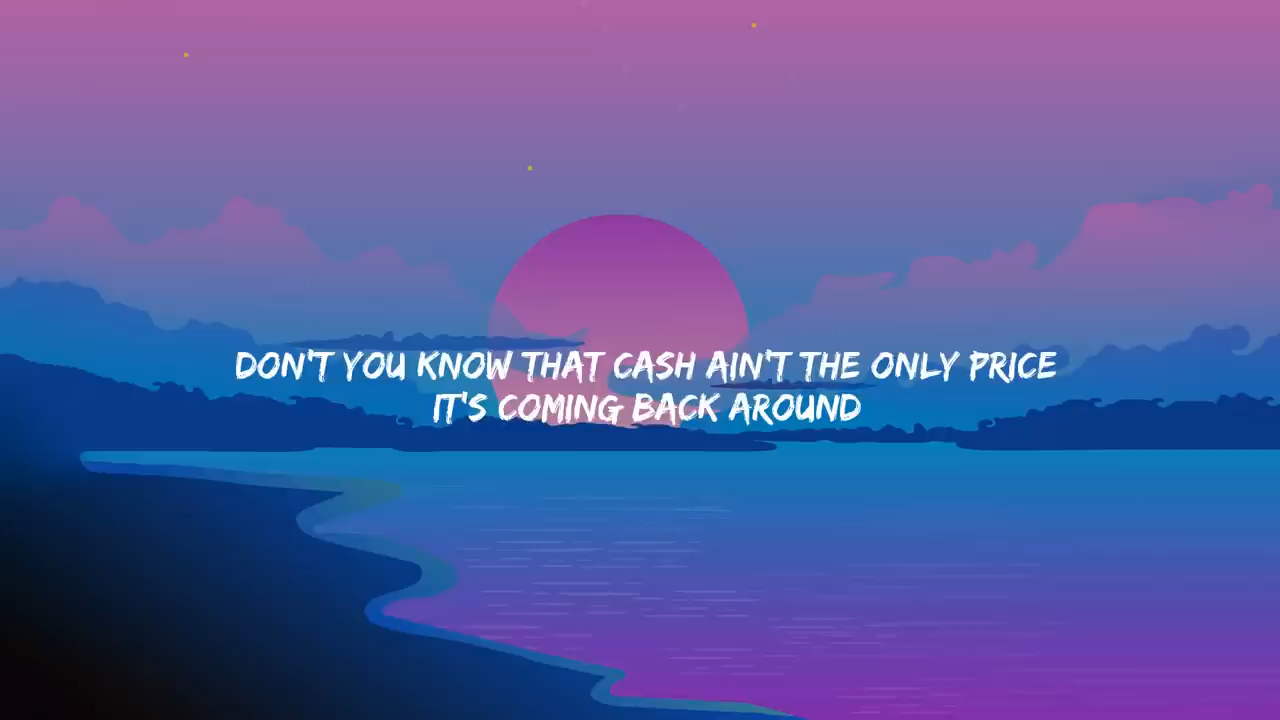 DON'T YOU KNOW THAT CASH AIN'T THE ONLY PRICE
IT'S COMING BACK AROUND